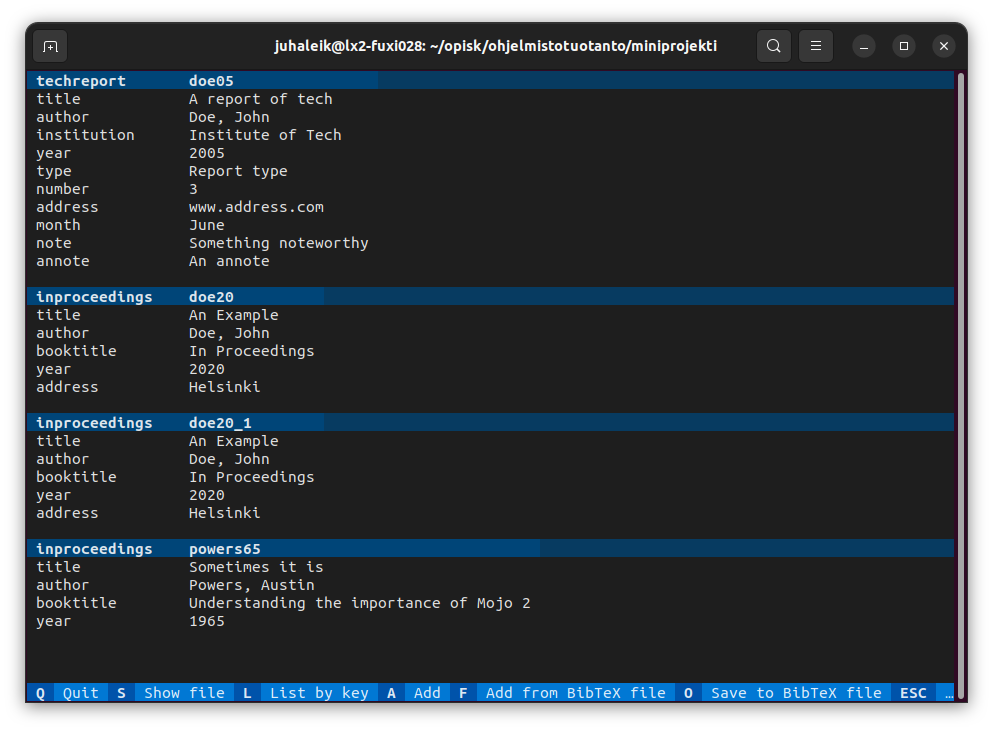 juhaleik@lx2-fuxi028: ~/opisk/ohjelmistotuotanto/miniprojekti
techreport doe05
title A report of tech
author Doe, John
institution Institute of Tech
year 2005
type Report type
number 3
address www.address.com
month June
note Something noteworthy
annote An annote
inproceedings doe20
title An Example
author Doe, John
booktitle In Proceedings
year 2020
address Helsinki
inproceedings doe20_1
title An Example
author Doe, John
booktitle In Proceedings
year 2020
address Helsinki
inproceedings powers65
title Sometimes it is
author Powers, Austin
booktitle Understanding the importance of Mojo 2
year 1965
Q Quit S Show file L List by key A Add F Add from BibTeX file O Save to BibTeX file ESC …